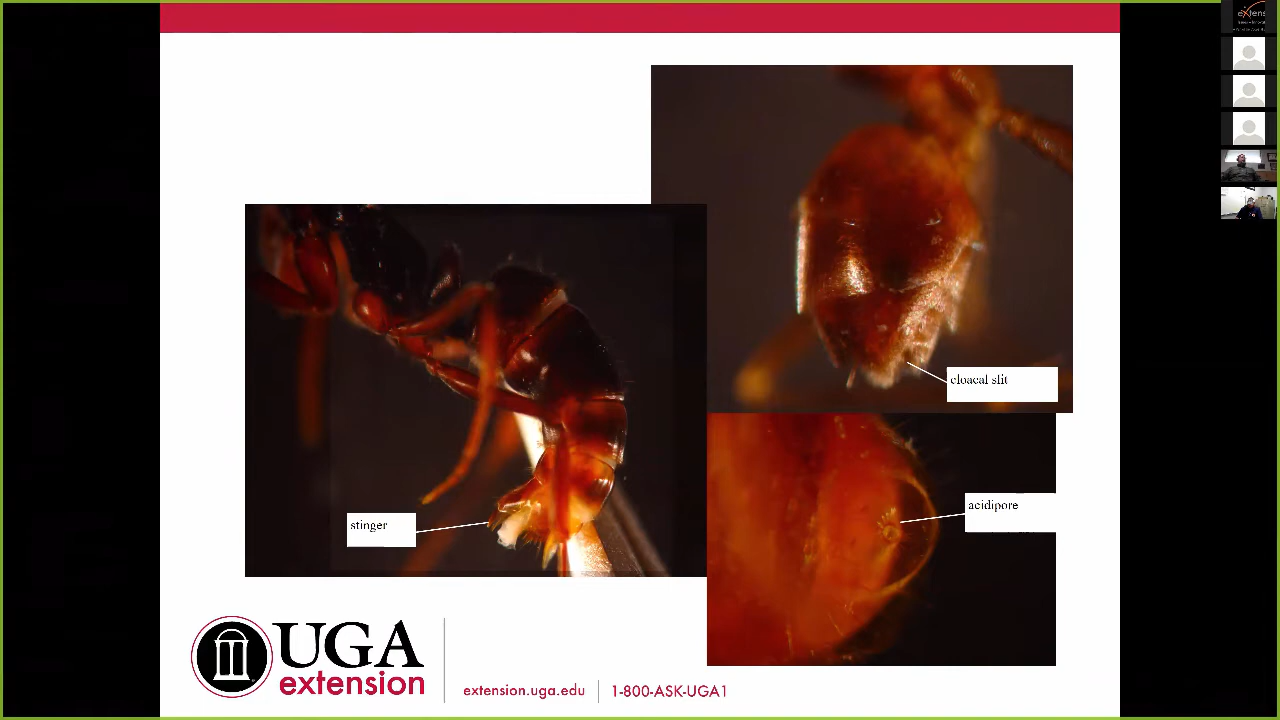 cloacal slit
stinger
acidipore
UGA
extension
extension.uga.edu
1-800-ASK-UGA1